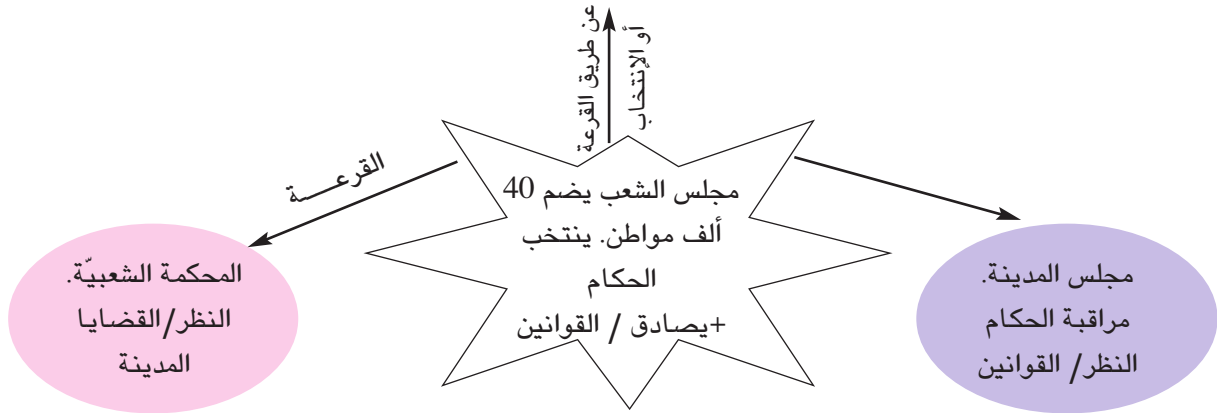 عن طريق القرعة
أو الإنتخاب
القرعـــــة
مجلس الشعب يضم 40
ألف مواطن. ينتخب
الحكام
+يصادق / القوانين
مجلس المدينة.
مراقبة الحكام
النظر/ القوانين
المحكمة الشعبيّة.
النظر/القضايا
المدينة